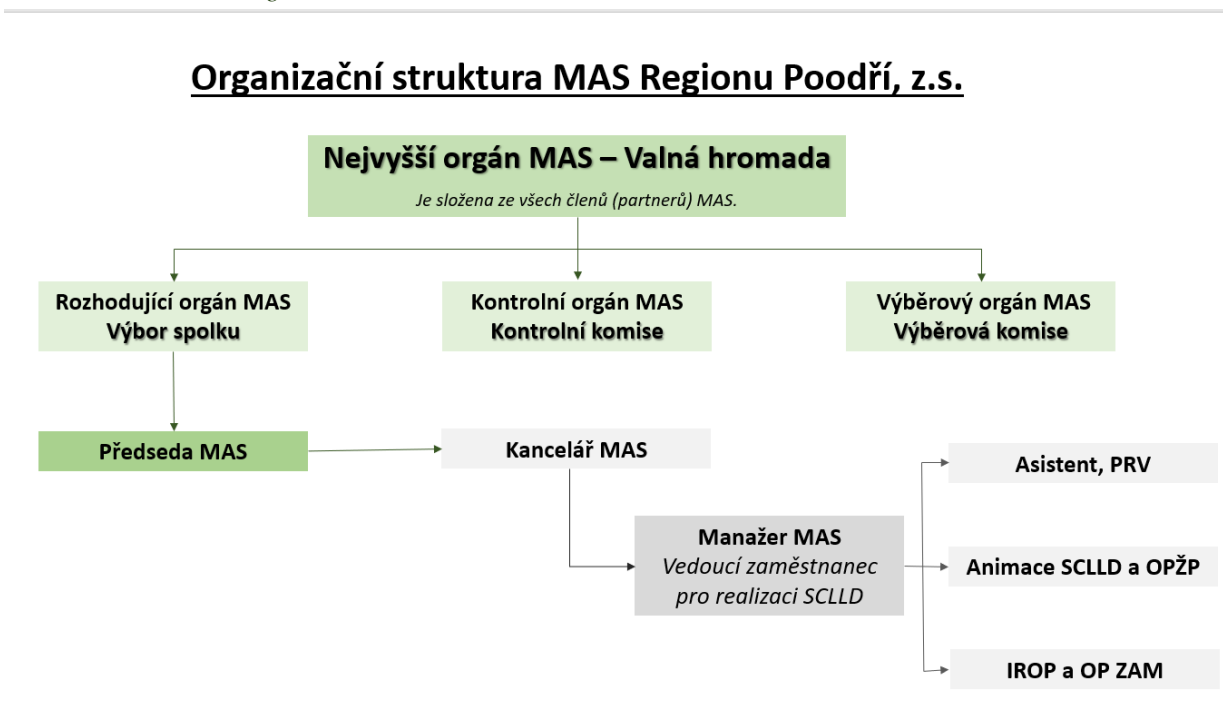 Organizační struktura MAS Regionu Poodří, z.s.
Nejvyšší orgán MAS – Valná hromada
Je složena ze všech členů (partnerů) MAS.
Rozhodující orgán MAS
Výbor spolku
Kontrolní orgán MAS
Kontrolní komise
Výběrový orgán MAS
Výběrová komise
Předseda MAS
Kancelář MAS
Asistent, PRV
Manažer MAS
Vedoucí zaměstnanec
pro realizaci SCLLD
Animace SCLLD a OPŽP
IROP a OP ZAM